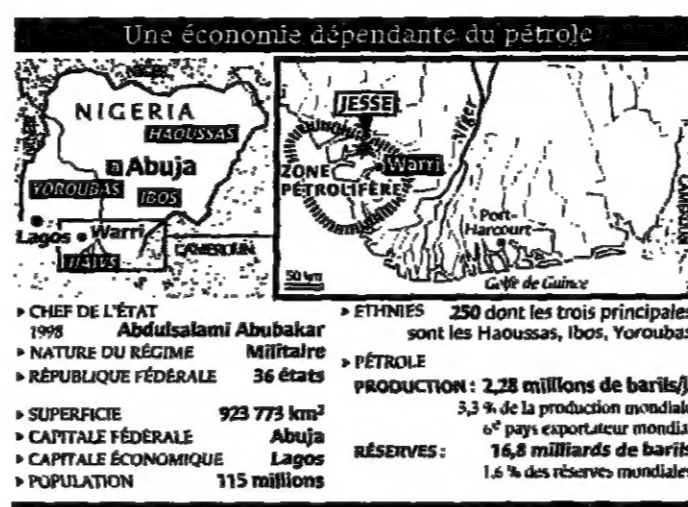 Une économie dépendante du pétrole
NIGER
NIGERIA
HAOUSSAS
Abuja
YOROUBAS
IBOS
Lagos
Warri
CAMEROUN
JESSE
Niger
Warri
ZONE
PÉTROLIFÈRE
Port-
Harcourt
CAMEROUN
50 km
Golfe de Guinée
▸ CHEF DE L'ÉTAT
1998 Abdulsalami Abubakar
▸ NATURE DU RÉGIME Militaire
▸ RÉPUBLIQUE FÉDÉRALE 36 états
▸ SUPERFICIE 923 773 km²
▸ CAPITALE FÉDÉRALE Abuja
▸ CAPITALE ÉCONOMIQUE Lagos
▸ POPULATION 115 millions
▸ ETHNIES 250 dont les trois principales
sont les Haoussas, Ibos, Yoroubas
▸ PÉTROLE
PRODUCTION : 2,28 millions de barils/j
3,3 % de la production mondiale
6e pays exportateur mondial
RÉSERVES : 16,8 milliards de barils
1,6 % des réserves mondiales